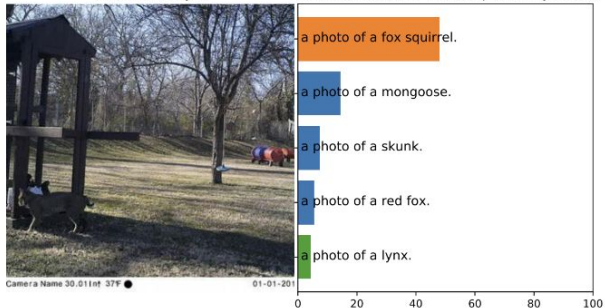 a photo of a fox squirrel.
a photo of a mongoose.
a photo of a skunk.
a photo of a red fox.
a photo of a lynx.
Camera Name 30.01In↑ 37°F ● 01-01-201
0 20 40 60 80 100